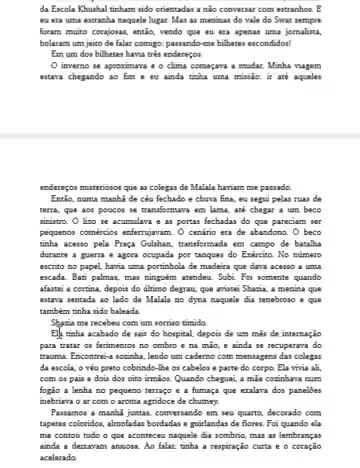 da Escola Khushal tinham sido orientadas a não conversar com estranhos. E
eu era uma estranha naquele lugar. Mas as meninas do vale do Swat sempre
foram muito corajosas, então, vendo que eu era apenas uma jornalista,
bolaram um jeito de falar comigo: passando-me bilhetes escondidos!
Em um dos bilhetes havia três endereços.
O inverno se aproximava e o clima começava a mudar. Minha viagem
estava chegando ao fim e eu ainda tinha uma missão: ir até aqueles
endereços misteriosos que as colegas de Malala haviam me passado.
Então, numa manhã de céu fechado e chuva fina, eu segui pelas ruas de
terra, que aos poucos se transformavam em lama, até chegar a um beco
sinistro. O lixo se acumulava e as portas fechadas do que pareciam ser
pequenos comércios enferrujavam. O cenário era de abandono. O beco
tinha acesso pela Praça Gulshan, transformada em campo de batalha
durante a guerra e agora ocupada por tanques do Exército. No número
escrito no papel, havia uma portinhola de madeira que dava acesso a uma
escada. Bati palmas, mas ninguém atendeu. Subi. Foi somente quando
afastei a cortina, depois do último degrau, que avistei Shazia, a menina que
estava sentada ao lado de Malala no dyna naquele dia tenebroso e que
também tinha sido baleada.
Shazia me recebeu com um sorriso tímido.
Ela tinha acabado de sair do hospital, depois de um mês de internação
para tratar os ferimentos no ombro e na mão, e ainda se recuperava do
trauma. Encontrei-a sozinha, lendo um caderno com mensagens das colegas
da escola, o véu preto cobrindo-lhe os cabelos e parte do corpo. Ela vivia ali,
com os pais e dois dos oito irmãos. Quando cheguei, a mãe cozinhava num
fogão a lenha no pequeno terraço e a fumaça que exalava dos panelões
inebriava o ar com o aroma agridoce de chutney.
Passamos a manhã juntas, conversando em seu quarto, decorado com
tapetes coloridos, almofadas bordadas e guirlandas de flores. Foi quando ela
me contou tudo o que aconteceu naquele dia sombrio, mas as lembranças
ainda a deixavam ansiosa. Ao falar, tinha a respiração curta e o coração
acelerado.